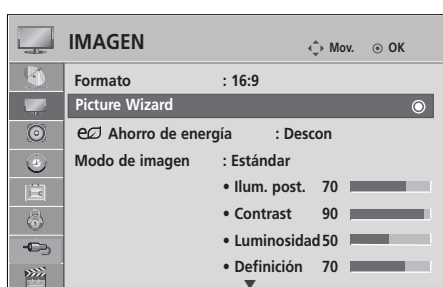 IMAGEN Mov. OK
Formato : 16:9
Picture Wizard
Ahorro de energía : Descon
Modo de imagen : Estándar
• Ilum. post. 70
• Contrast 90
• Luminosidad 50
• Definición 70